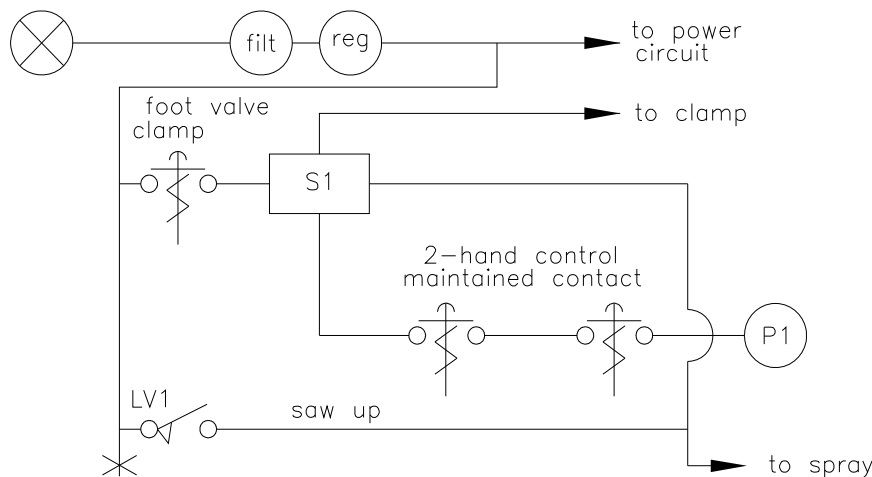 filt
reg
to power
circuit
foot valve
clamp
to clamp
S1
2-hand control
maintained contact
P1
LV1
saw up
to spray